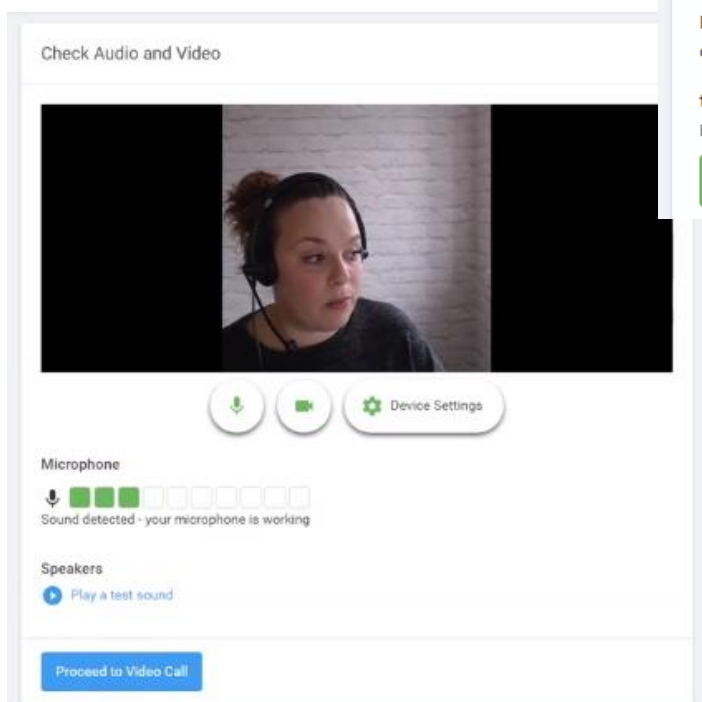 Check Audio and Video
Device Settings
Microphone
Sound detected - your microphone is working
Speakers
Play a test sound
Proceed to Video Call